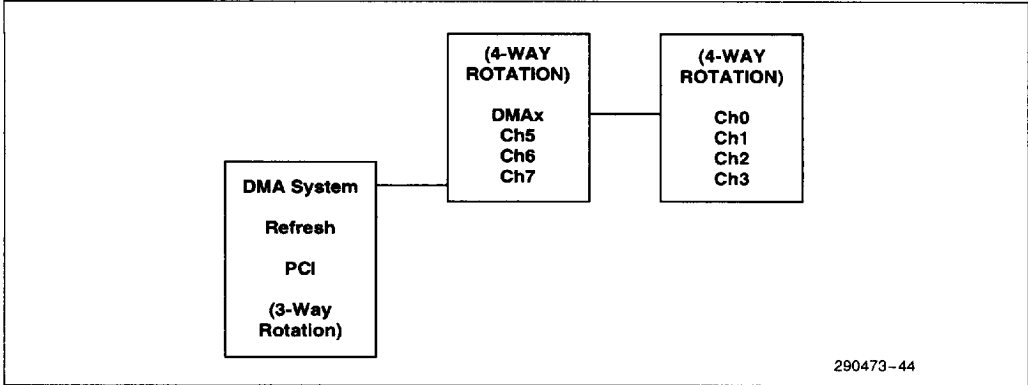 (4-WAY
ROTATION)
DMAx
Ch5
Ch6
Ch7
(4-WAY
ROTATION)
Ch0
Ch1
Ch2
Ch3
DMA System
Refresh
PCI
(3-Way
Rotation)
290473-44